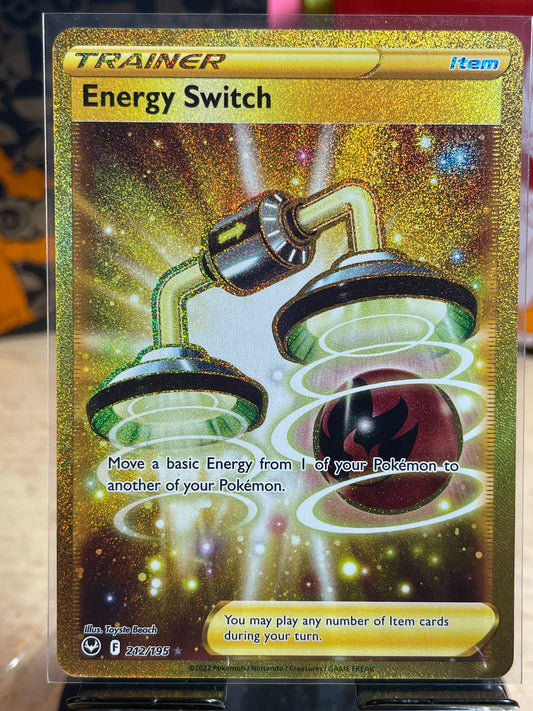 TRAINER
Item
Energy Switch
Move a basic Energy from 1 of your Pokémon to
another of your Pokémon.
You may play any number of Item cards
during your turn.
Illus. Toyste Beach
F 212/195
©2022 Pokémon / Nintendo / Creatures / GAME FREAK